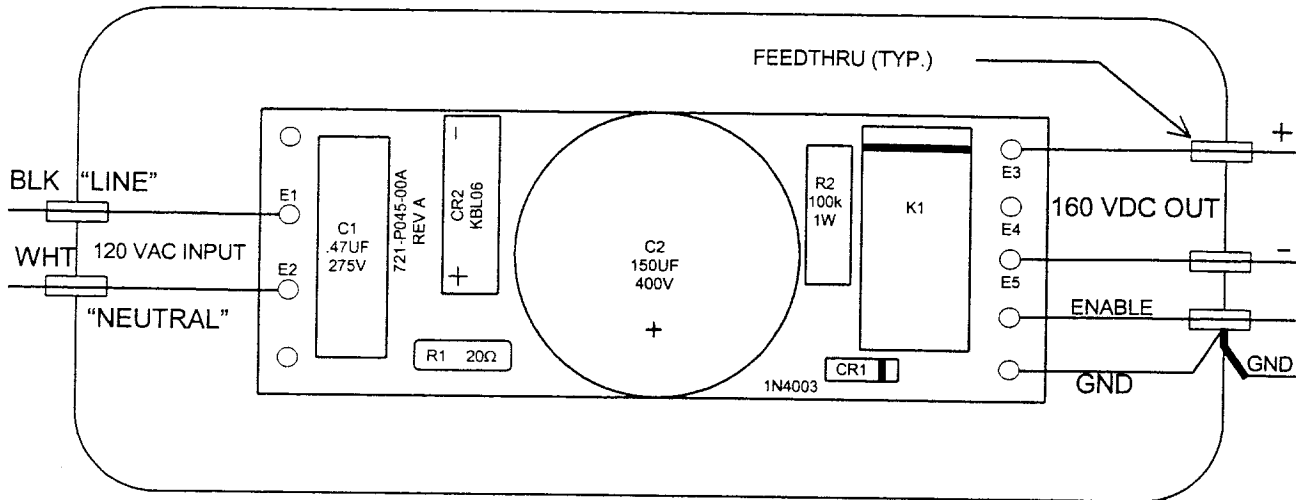 FEEDTHRU (TYP.)
+
BLK "LINE"
E1
C1
.47UF
275V
721-P045-00A
REV A
–
CR2
KBL06
+
C2
150UF
400V
+
R2
100k
1W
K1
E3
E4
160 VDC OUT
WHT
120 VAC INPUT
E2
E5
–
"NEUTRAL"
ENABLE
R1 20Ω
CR1
1N4003
GND
GND